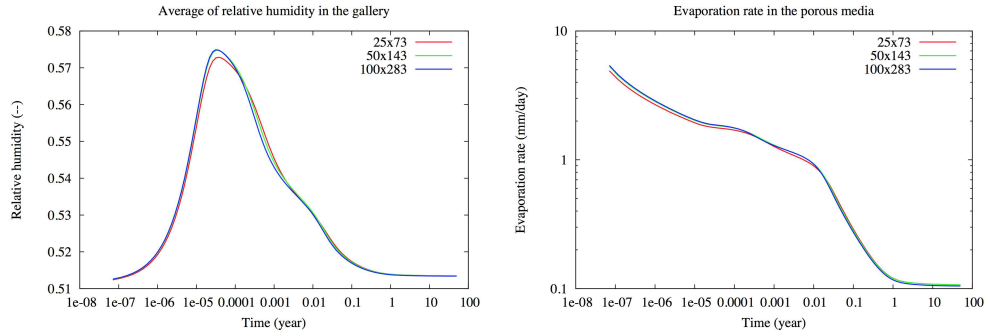 Average of relative humidity in the gallery
0.58
0.57
0.56
0.55
0.54
0.53
0.52
0.51
Relative humidity (--)
25x73
50x143
100x283
1e-08 1e-07 1e-06 1e-05 0.0001 0.001 0.01 0.1 1 10 100
Time (year)
Evaporation rate in the porous media
10
1
0.1
Evaporation rate (mm/day)
25x73
50x143
100x283
1e-08 1e-07 1e-06 1e-05 0.0001 0.001 0.01 0.1 1 10 100
Time (year)